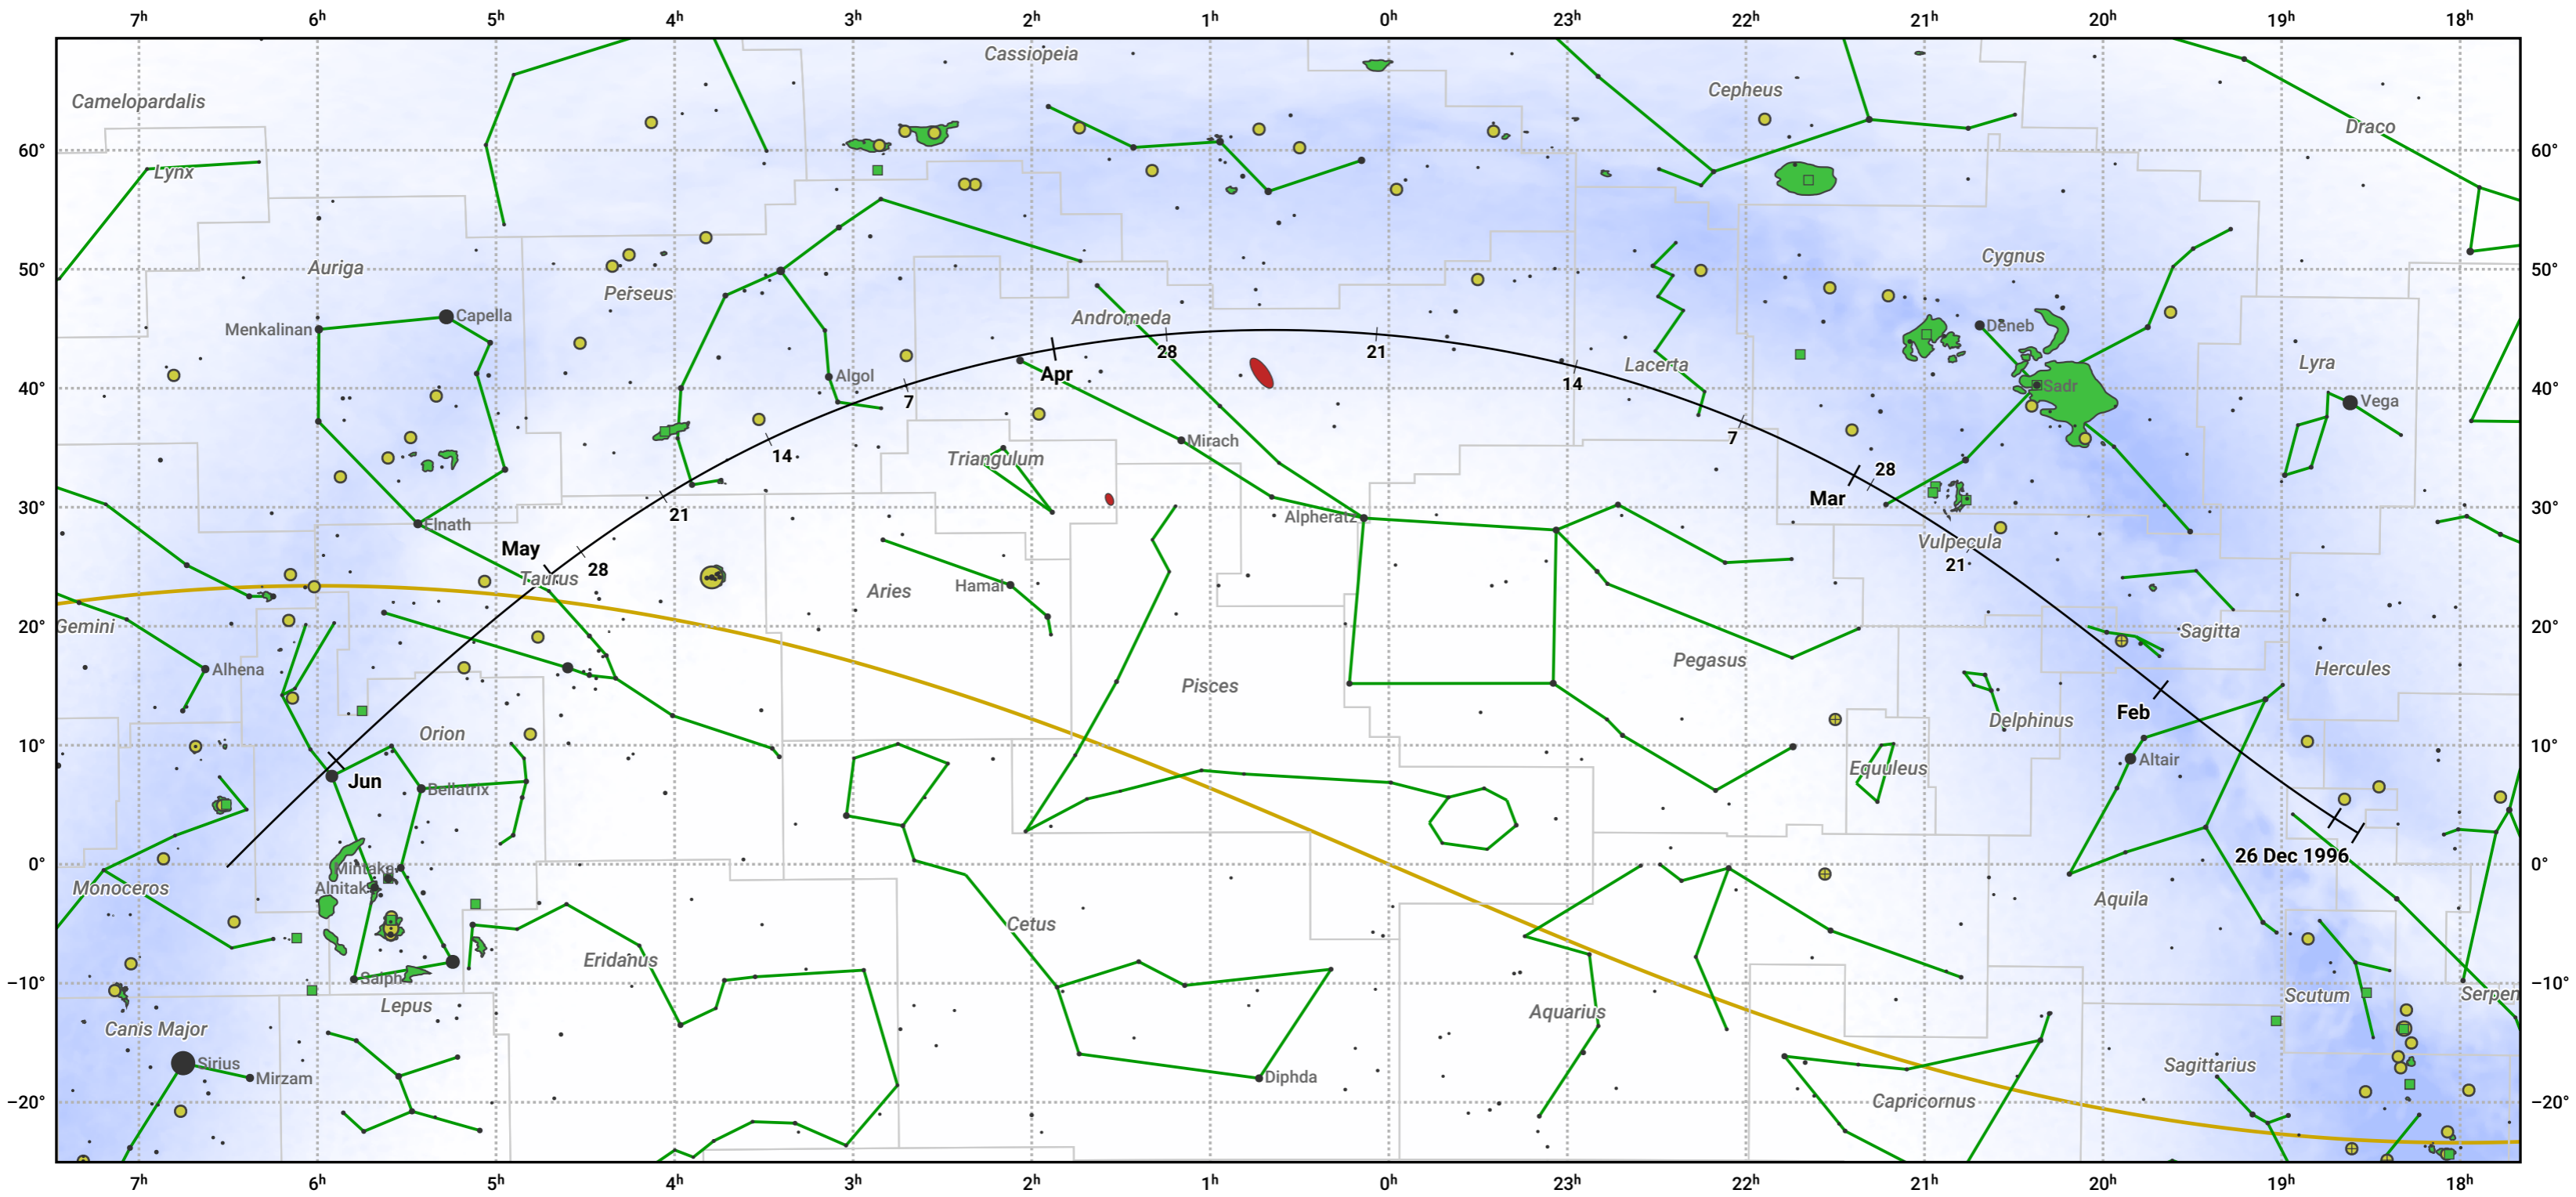 7h 6h 5h 4h 3h 2h 1h 0h 23h 22h 21h 20h 19h 18h
Cassiopeia
Cepheus
Camelopardalis
Draco
60° 60°
Lynx
Cygnus
Auriga
50° 50°
Perseus
Capella
Andromeda
Menkalinan
Deneb
28 21
Lacerta
Lyra
Apr
Algol
14
40° 40°
Sadr
7
Vega
7
Mirach
14
Triangulum
28
Mar
21
30° 30°
Alpheratz
Elnath
Vulpecula
May
21
28
Taurus
Hamal
Aries
20° 20°
Gemini
Sagitta
Pegasus
Hercules
Alhena
Pisces
Feb
Delphinus
Orion
10° 10°
Altair
Equuleus
Jun
Bellatrix
26 Dec 1996
0° 0°
Mintaka
Alnitak
Monoceros
Aquila
Cetus
Eridanus
−10° −10°
Saiph
Scutum
Serpen
Lepus
Aquarius
Canis Major
Sirius
Sagittarius
Mirzam
Diphda
−20° −20°
Capricornus
7h 6h 5h 4h 3h 2h 1h 0h 23h 22h 21h 20h 19h 18h